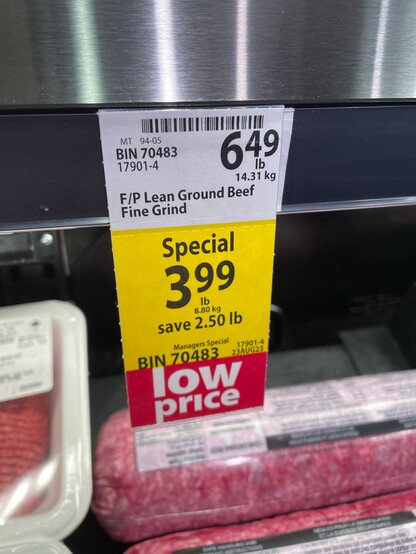 MT 94-05
BIN 70483
17901-4
6.49
lb
14.31 kg
F/P Lean Ground Beef
Fine Grind
Special
3.99
lb
8.80 kg
save 2.50 lb
Managers Special 17901-4
BIN 70483 23AUG23
low
price